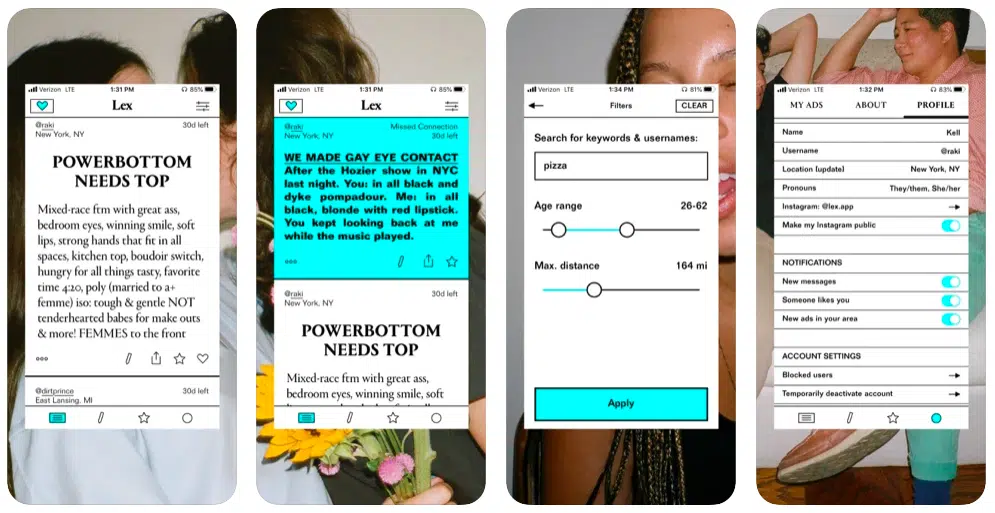 Verizon LTE 1:31 PM 85%
Lex
@raki 30d left
New York, NY
POWERBOTTOM
NEEDS TOP
Mixed-race ftm with great ass,
bedroom eyes, winning smile, soft
lips, strong hands that fit in all
spaces, kitchen top, boudoir switch,
hungry for all things tasty, favorite
time 4:20, poly (married to a+
femme) iso: tough & gentle NOT
tenderhearted babes for make outs
& more! FEMMES to the front
@dirtprince 30d left
East Lansing, MI
Verizon LTE 1:31 PM 85%
Lex
@raki Missed Connection
New York, NY 30d left
WE MADE GAY EYE CONTACT
After the Hozier show in NYC
last night. You: in all black and
dyke pompadour. Me: in all
black, blonde with red lipstick.
You kept looking back at me
while the music played.
@raki 30d left
New York, NY
POWERBOTTOM
NEEDS TOP
Mixed-race ftm with great ass,
bedroom eyes, winning smile, soft
Verizon LTE 1:34 PM 81%
Filters CLEAR
Search for keywords & usernames:
pizza
Age range 26-62
Max. distance 164 mi
Apply
Verizon LTE 1:32 PM 83%
MY ADS ABOUT PROFILE
Name Kell
Username @raki
Location (update) New York, NY
Pronouns They/them, She/her
Instagram: @lex.app
Make my Instagram public
NOTIFICATIONS
New messages
Someone likes you
New ads in your area
ACCOUNT SETTINGS
Blocked users
Temporarily deactivate account